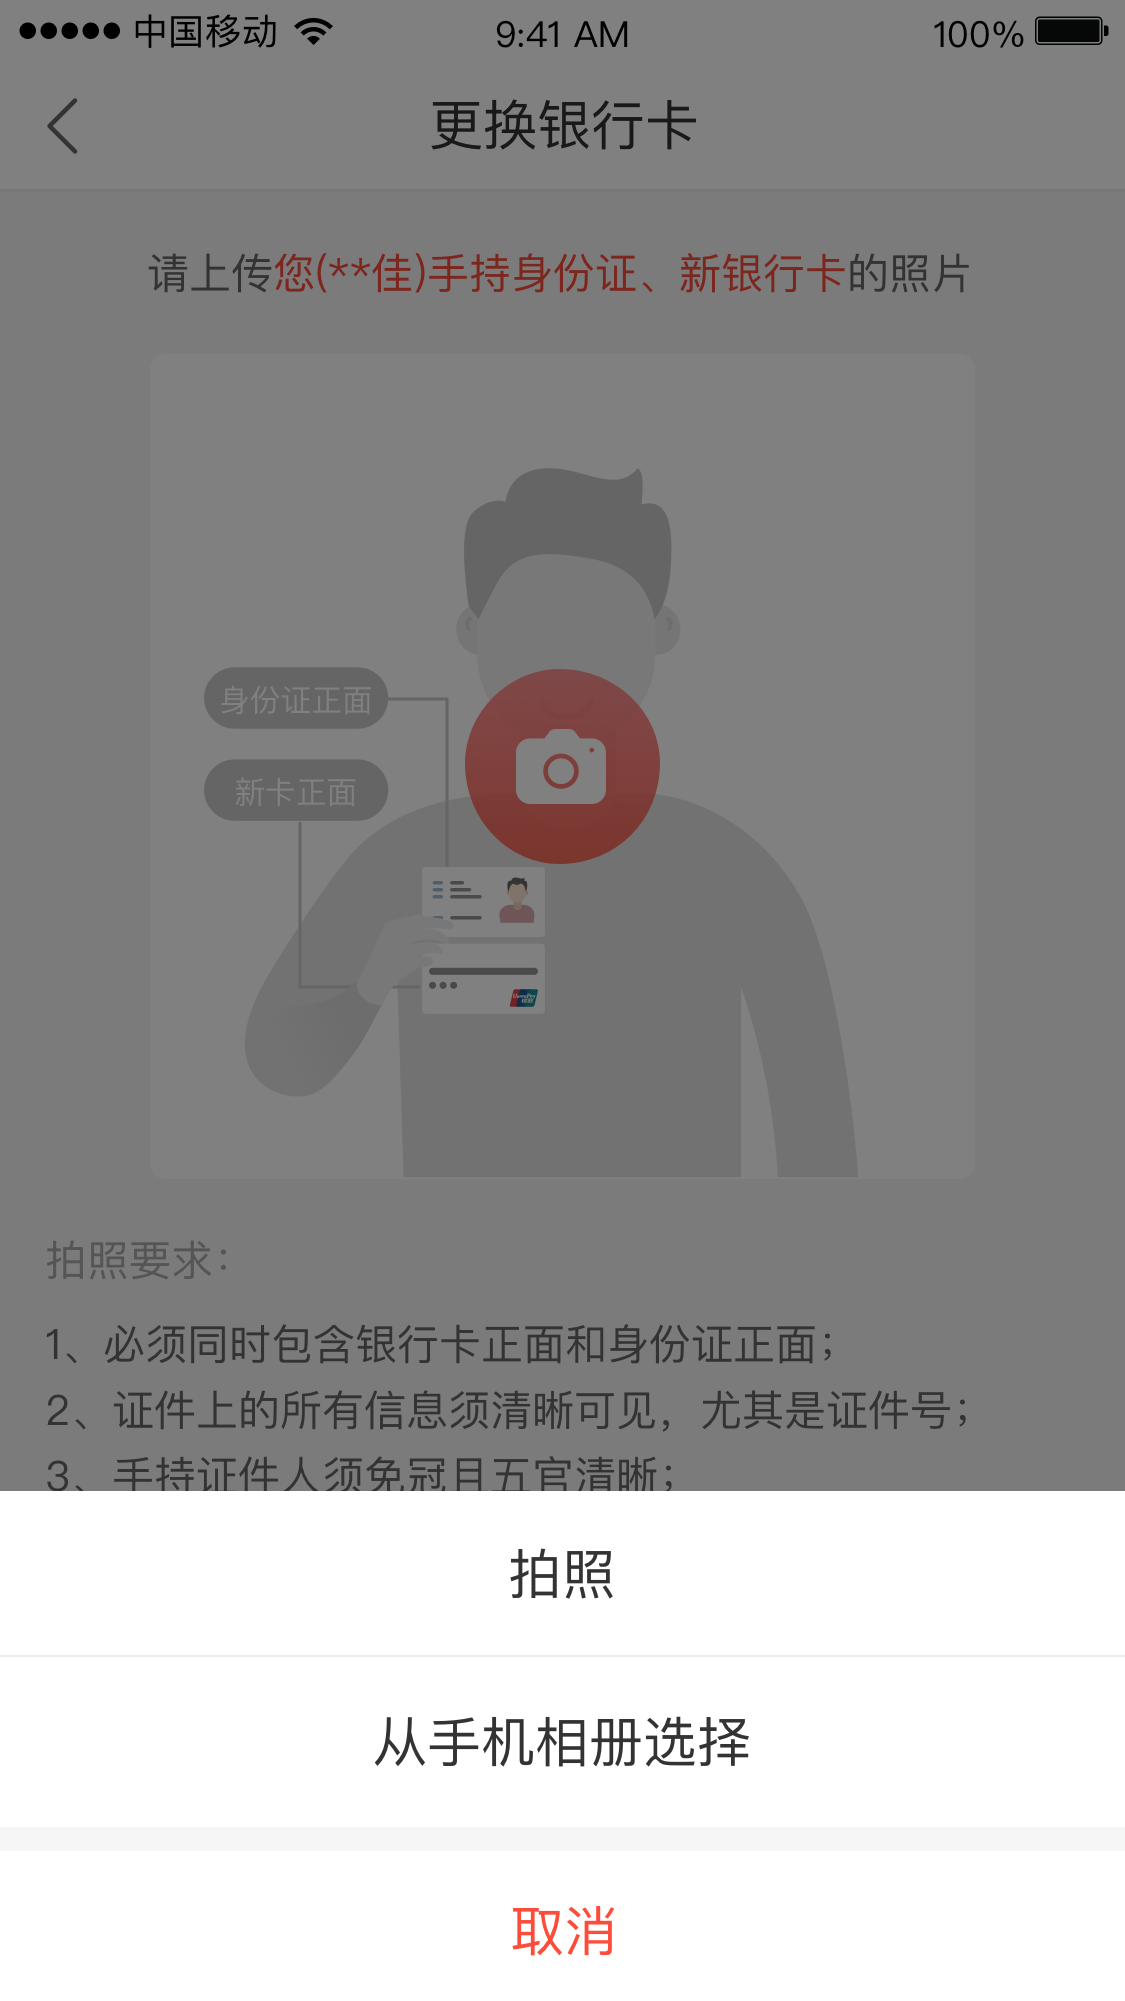 中国移动 9:41 AM 100%
更换银行卡
请上传您(**佳)手持身份证、新银行卡的照片
身份证正面
新卡正面
拍照要求：
1、必须同时包含银行卡正面和身份证正面；
2、证件上的所有信息须清晰可见，尤其是证件号；
3、手持证件人须免冠且五官清晰；
拍照
从手机相册选择
取消